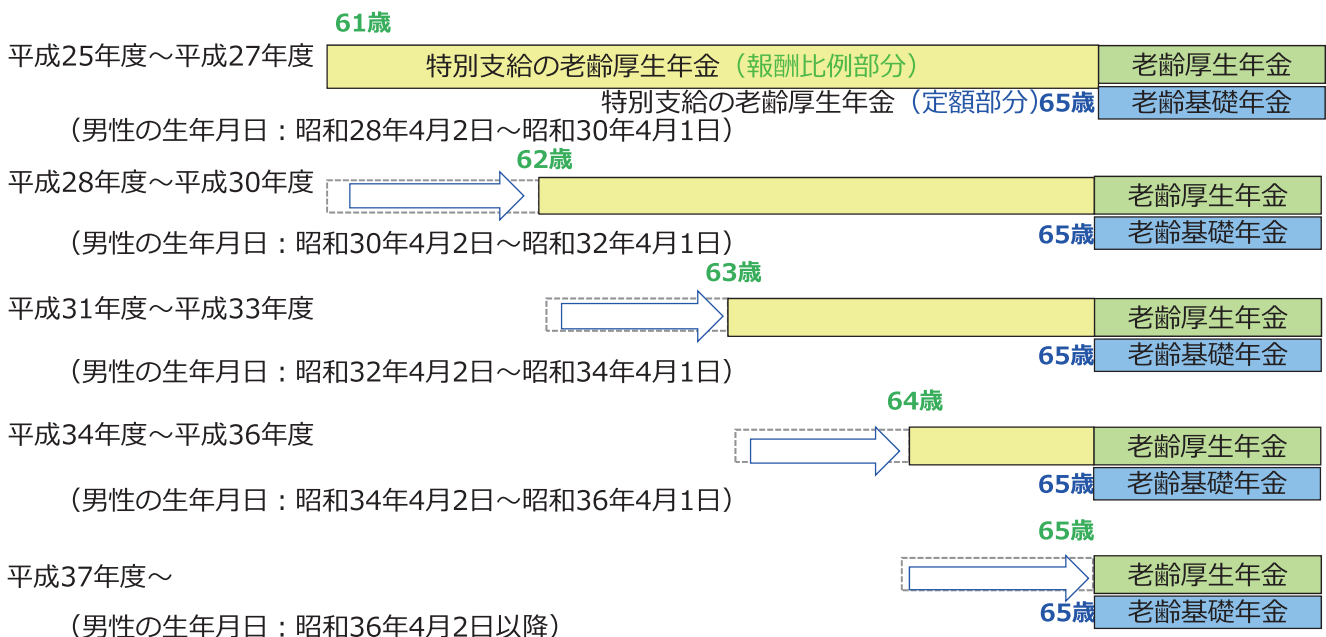 61歳
平成25年度～平成27年度
特別支給の老齢厚生年金（報酬比例部分）
老齢厚生年金
特別支給の老齢厚生年金（定額部分）65歳
老齢基礎年金
（男性の生年月日：昭和28年4月2日～昭和30年4月1日）
62歳
平成28年度～平成30年度
老齢厚生年金
（男性の生年月日：昭和30年4月2日～昭和32年4月1日）
65歳
老齢基礎年金
63歳
平成31年度～平成33年度
老齢厚生年金
65歳
老齢基礎年金
（男性の生年月日：昭和32年4月2日～昭和34年4月1日）
64歳
平成34年度～平成36年度
老齢厚生年金
65歳
老齢基礎年金
（男性の生年月日：昭和34年4月2日～昭和36年4月1日）
65歳
平成37年度～
老齢厚生年金
65歳
老齢基礎年金
（男性の生年月日：昭和36年4月2日以降）